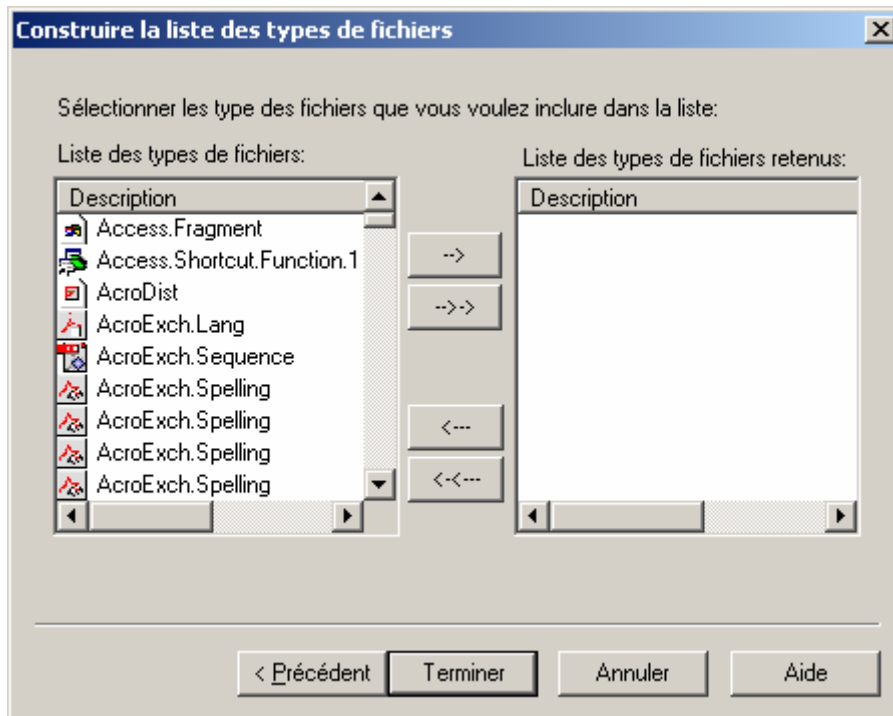 Construire la liste des types de fichiers
Sélectionner les type des fichiers que vous voulez inclure dans la liste:
Liste des types de fichiers:
Liste des types de fichiers retenus:
Description
Description
Access.Fragment
Access.Shortcut.Function.1
AcroDist
AcroExch.Lang
AcroExch.Sequence
AcroExch.Spelling
AcroExch.Spelling
AcroExch.Spelling
AcroExch.Spelling
-->
-->->
<---
<-<---
< Précédent
Terminer
Annuler
Aide